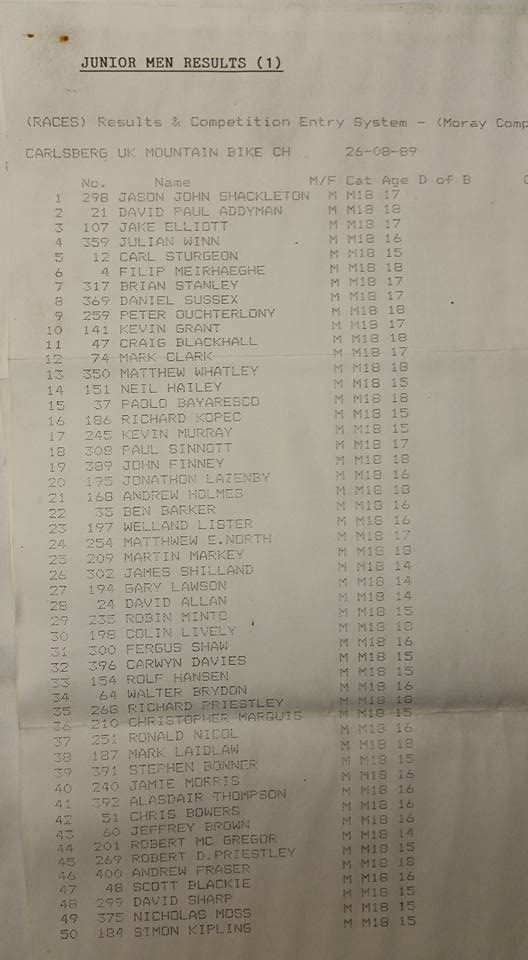 JUNIOR MEN RESULTS (1)
(RACES) Results & Competition Entry System - (Moray Comp
CARLSBERG UK MOUNTAIN BIKE CH 26-08-89
No. Name M/F Cat Age D of B
1 298 JASON JOHN SHACKLETON M M18 17
2 21 DAVID PAUL ADDYMAN M M18 18
3 107 JAKE ELLIOTT M M18 17
4 359 JULIAN WINN M M18 16
5 12 CARL STURGEON M M18 15
6 4 FILIP MEIRHAEGHE M M18 18
7 317 BRIAN STANLEY M M18 17
8 369 DANIEL SUSSEX M M18 17
9 259 PETER OUCHTERLONY M M18 18
10 141 KEVIN GRANT M M18 17
11 47 CRAIG BLACKHALL M M18 18
12 74 MARK CLARK M M18 17
13 350 MATTHEW WHATLEY M M18 18
14 151 NEIL HAILEY M M18 15
15 37 PAOLO BAYARESCO M M18 18
16 186 RICHARD KOPEC M M18 15
17 245 KEVIN MURRAY M M18 15
18 308 PAUL SINNOTT M M18 17
19 389 JOHN FINNEY M M18 18
20 195 JONATHON LAZENBY M M18 16
21 168 ANDREW HOLMES M M18 18
22 35 BEN BARKER M M18 16
23 197 WELLAND LISTER M M18 16
24 254 MATTHWEW E.NORTH M M18 17
25 209 MARTIN MARKEY M M18 18
26 302 JAMES SHILLAND M M18 14
27 194 GARY LAWSON M M18 14
28 24 DAVID ALLAN M M18 14
29 235 ROBIN MINTO M M18 15
30 198 COLIN LIVELY M M18 18
31 300 FERGUS SHAW M M18 16
32 396 CARWYN DAVIES M M18 15
33 154 ROLF HANSEN M M18 15
34 64 WALTER BRYDON M M18 16
35 268 RICHARD PRIESTLEY M M18 18
36 210 CHRISTOPHER MARQUIS M M18 15
37 251 RONALD NICOL M M18 16
38 187 MARK LAIDLAW M M18 18
39 391 STEPHEN BONNER M M18 15
40 240 JAMIE MORRIS M M18 16
41 392 ALASDAIR THOMPSON M M18 16
42 51 CHRIS BOWERS M M18 16
43 60 JEFFREY BROWN M M18 16
44 201 ROBERT MC GREGOR M M18 14
45 269 ROBERT D.PRIESTLEY M M18 15
46 400 ANDREW FRASER M M18 18
47 48 SCOTT BLACKIE M M18 16
48 299 DAVID SHARP M M18 15
49 375 NICHOLAS MOSS M M18 15
50 184 SIMON KIPLING M M18 15